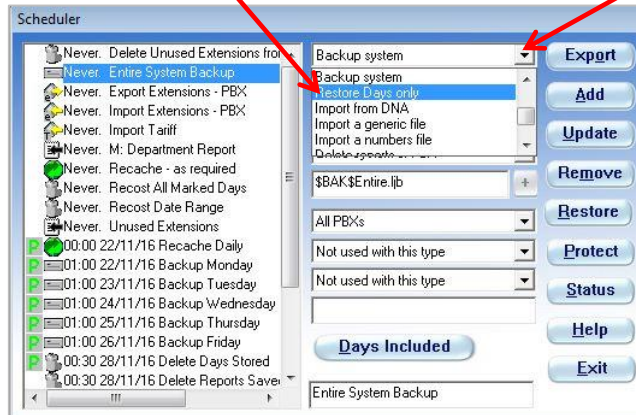 Scheduler
Never. Delete Unused Extensions from
Never. Entire System Backup
Never. Export Extensions - PBX
Never. Import Extensions - PBX
Never. Import Tariff
Never. M: Department Report
Never. Recache - as required
Never. Recost All Marked Days
Never. Recost Date Range
Never. Unused Extensions
P 00:00 22/11/16 Recache Daily
P 01:00 22/11/16 Backup Monday
P 01:00 23/11/16 Backup Tuesday
P 01:00 24/11/16 Backup Wednesday
P 01:00 25/11/16 Backup Thursday
P 01:00 26/11/16 Backup Friday
P 00:30 28/11/16 Delete Days Stored
00:30 28/11/16 Delete Reports Save
Backup system
Backup system
Restore Days only
Import from DNA
Import a generic file
Import a numbers file
$BAK$Entire.ljb
+
All PBXs
Not used with this type
Not used with this type
Days Included
Entire System Backup
Export
Add
Update
Remove
Restore
Protect
Status
Help
Exit